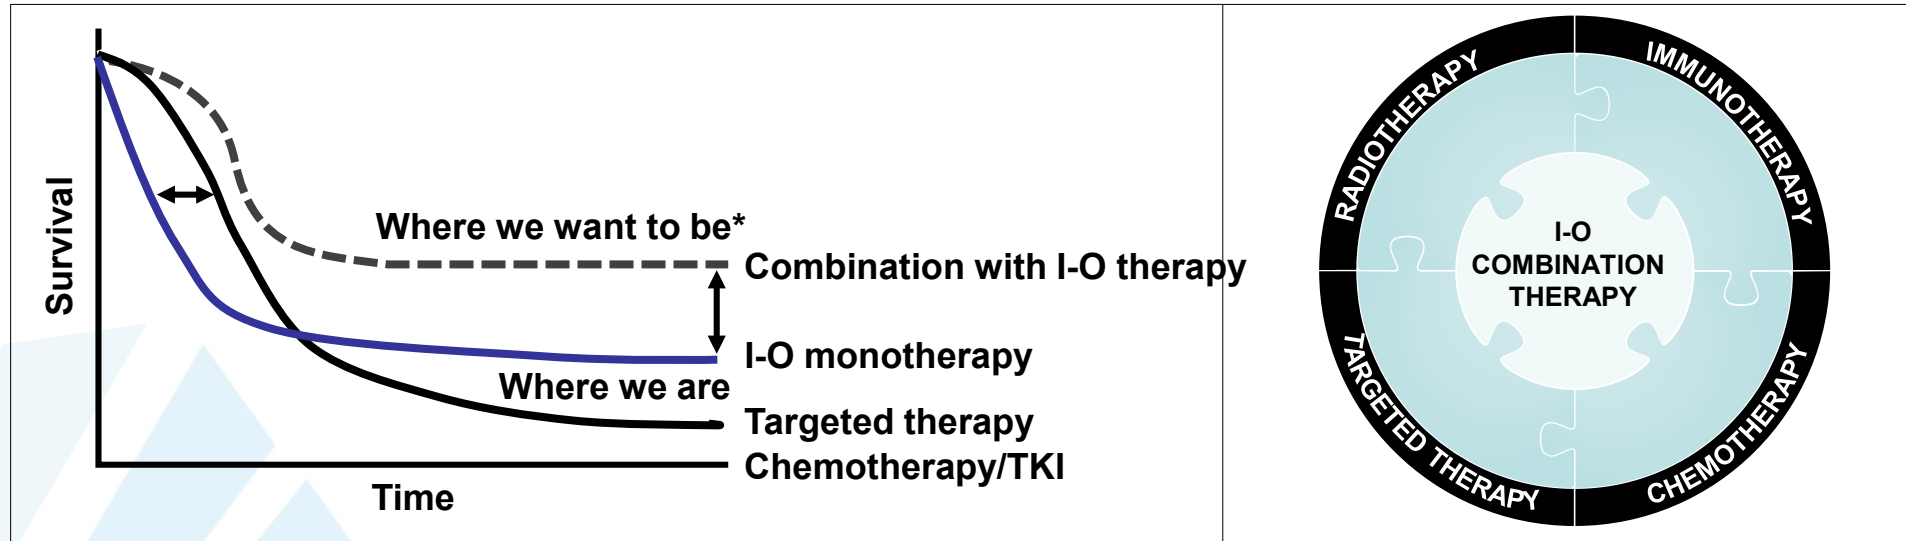 Survival
Where we want to be*
Combination with I-O therapy
I-O monotherapy
Where we are
Targeted therapy
Chemotherapy/TKI
Time
RADIOTHERAPY
IMMUNOTHERAPY
I-O
COMBINATION
THERAPY
TARGETED THERAPY
CHEMOTHERAPY